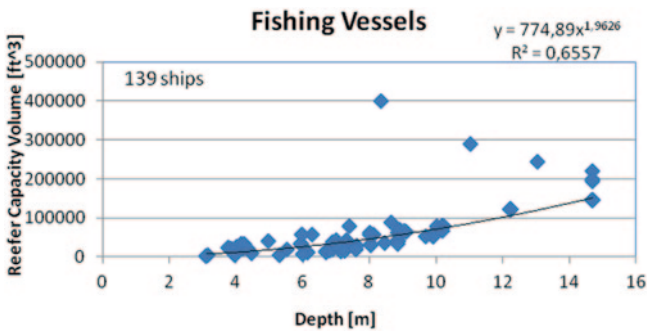 Fishing Vessels
y = 774,89x^1,9626
R² = 0,6557
139 ships
Reefer Capacity Volume [ft^3]
500000
400000
300000
200000
100000
0
0 2 4 6 8 10 12 14 16
Depth [m]